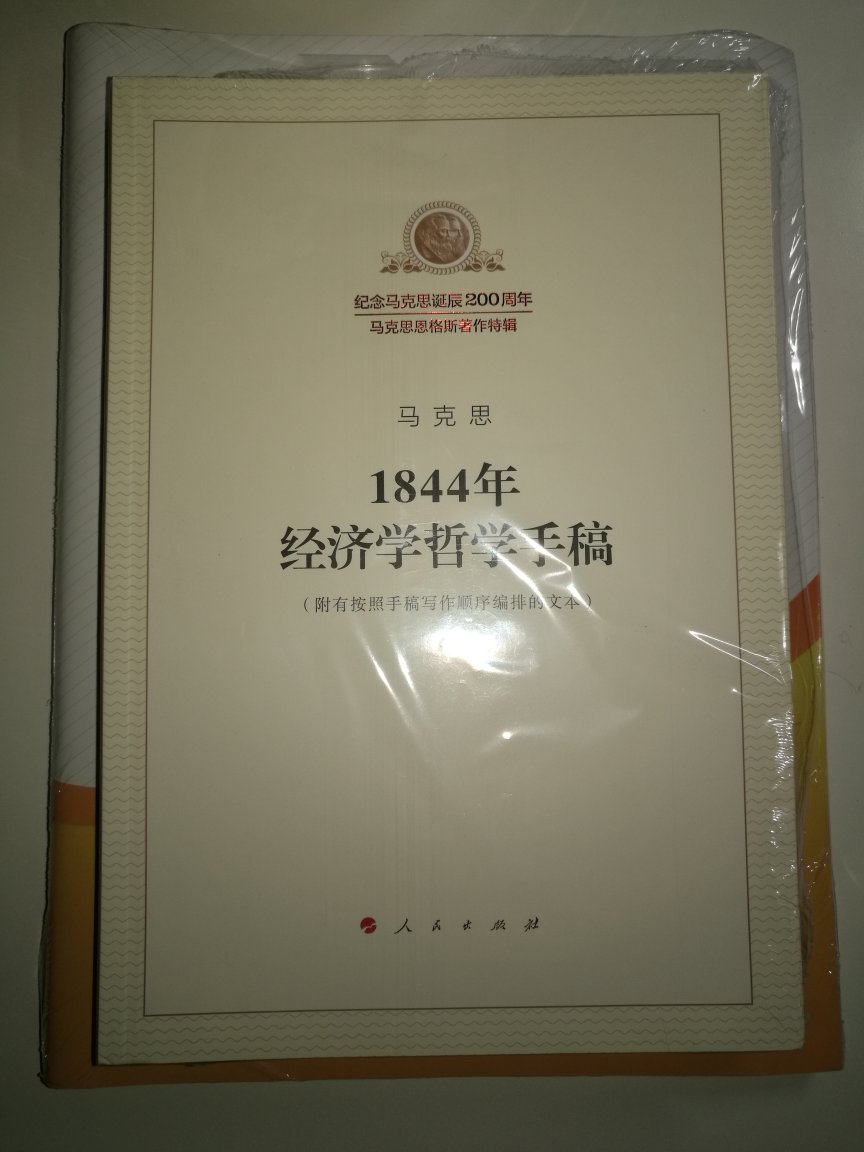 纪念马克思诞辰200周年
马克思恩格斯著作特辑
马克思
1844年
经济学哲学手稿
（附有按照手稿写作顺序编排的文本）
人民出版社